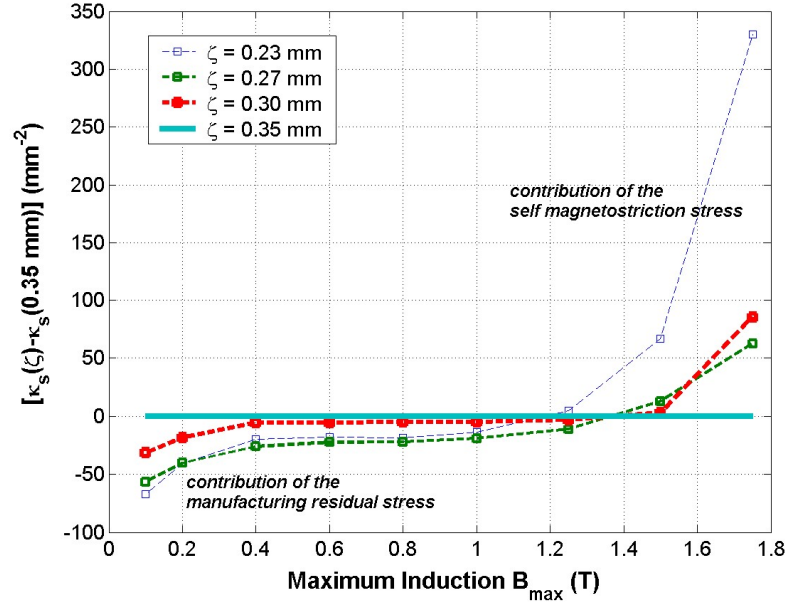 350
300
250
200
150
100
50
0
-50
-100
[κs(ζ)-κs(0.35 mm)] (mm-2)
ζ = 0.23 mm
ζ = 0.27 mm
ζ = 0.30 mm
ζ = 0.35 mm
contribution of the
self magnetostriction stress
contribution of the
manufacturing residual stress
0 0.2 0.4 0.6 0.8 1 1.2 1.4 1.6 1.8
Maximum Induction Bmax (T)